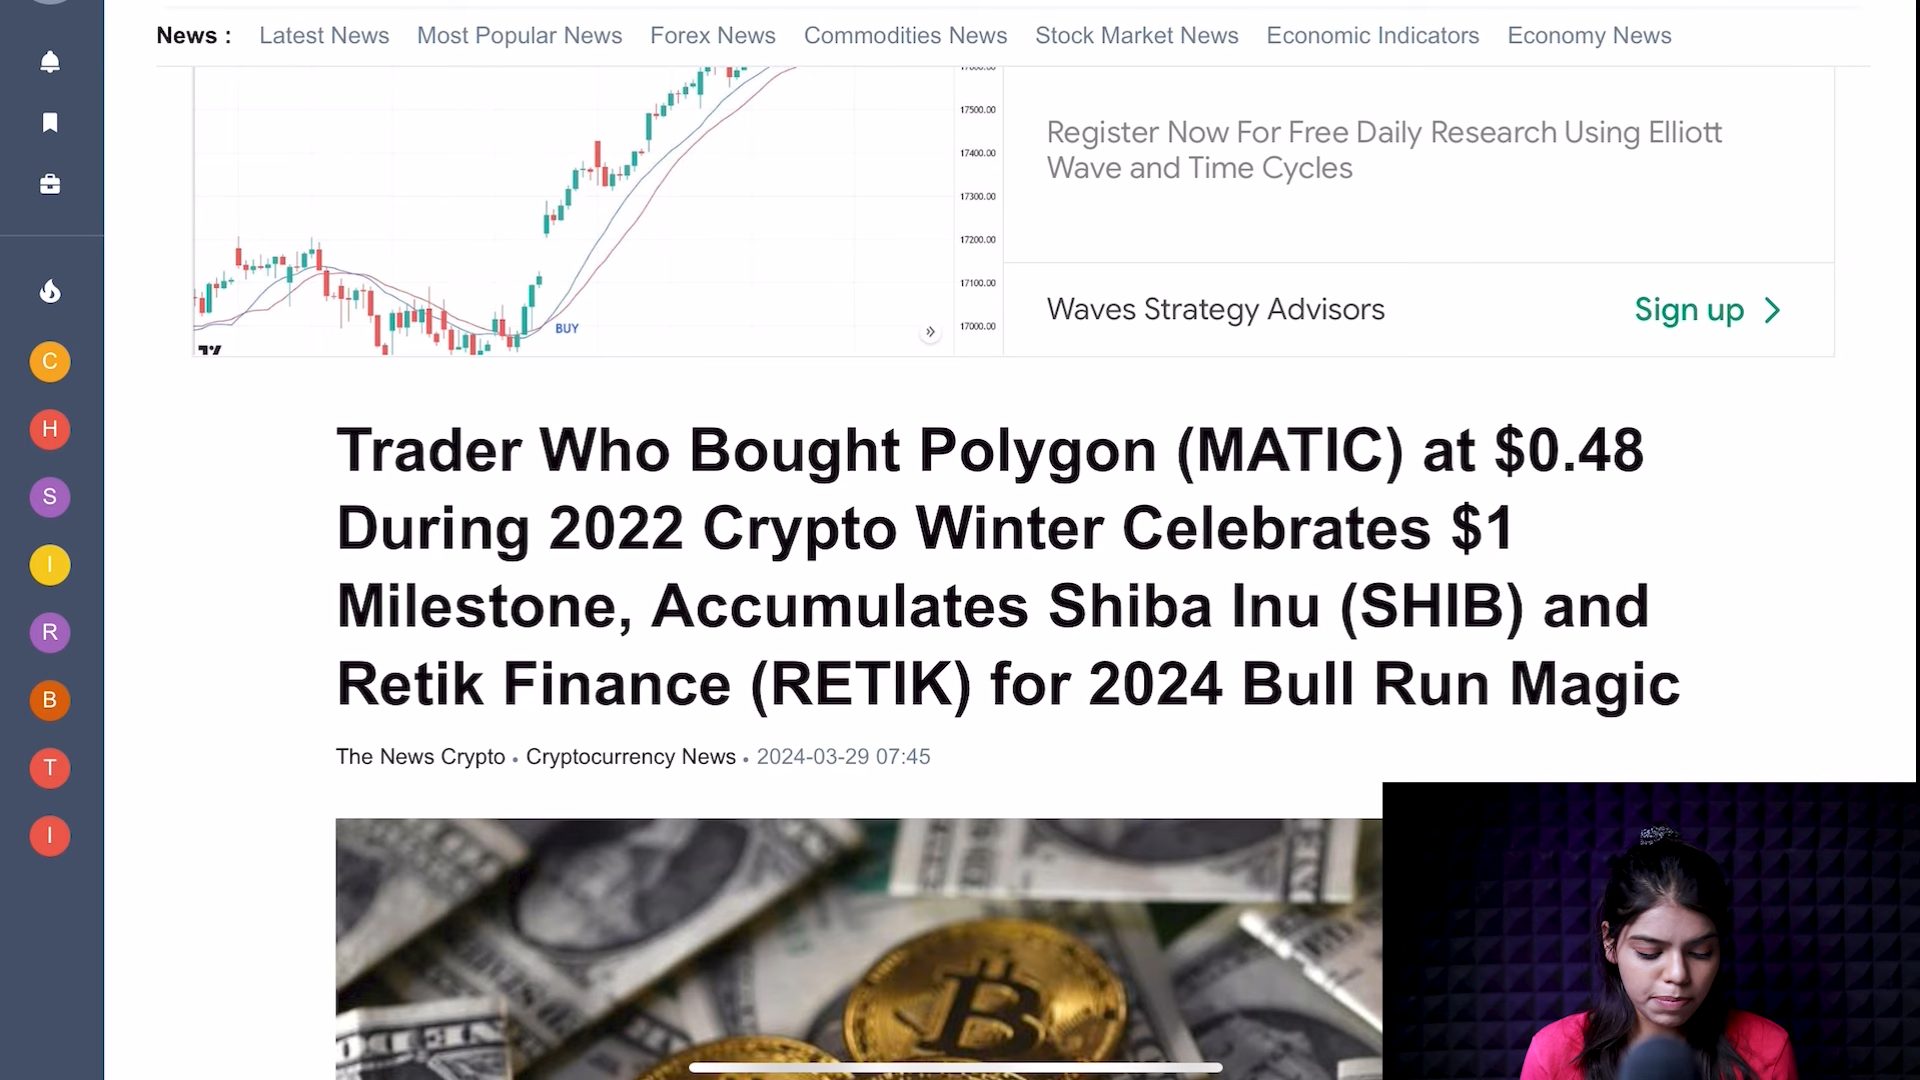 News : Latest News Most Popular News Forex News Commodities News Stock Market News Economic Indicators Economy News
17500.00
17400.00
17300.00
17200.00
17100.00
17000.00
BUY
Register Now For Free Daily Research Using Elliott
Wave and Time Cycles
Waves Strategy Advisors
Sign up
C
H
S
I
R
B
T
I
Trader Who Bought Polygon (MATIC) at $0.48
During 2022 Crypto Winter Celebrates $1
Milestone, Accumulates Shiba Inu (SHIB) and
Retik Finance (RETIK) for 2024 Bull Run Magic
The News Crypto • Cryptocurrency News • 2024-03-29 07:45